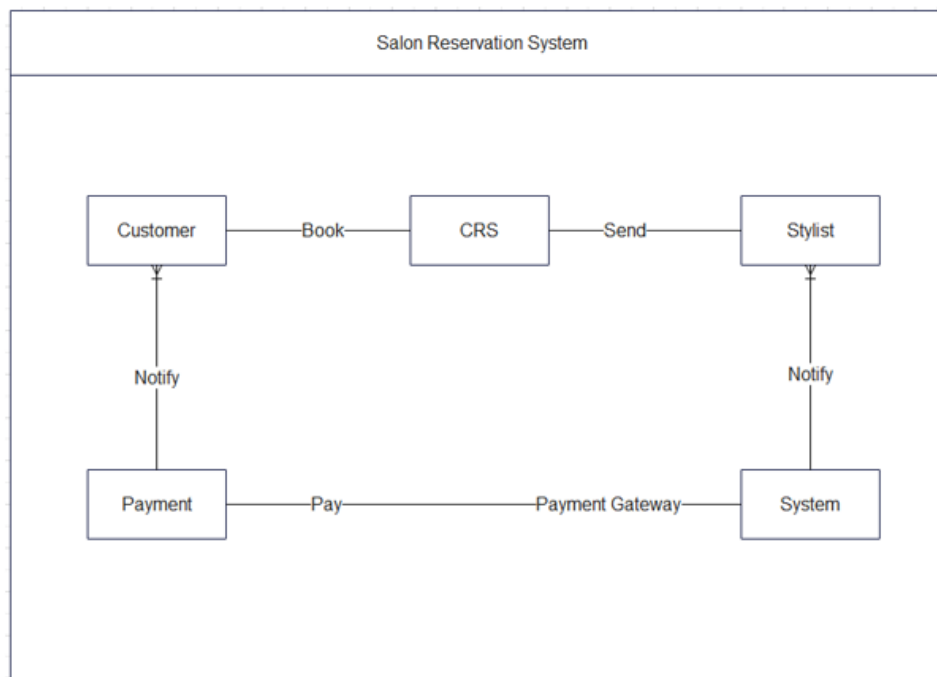 Salon Reservation System
Customer
Book
CRS
Send
Stylist
Notify
Notify
Payment
Pay
Payment Gateway
System